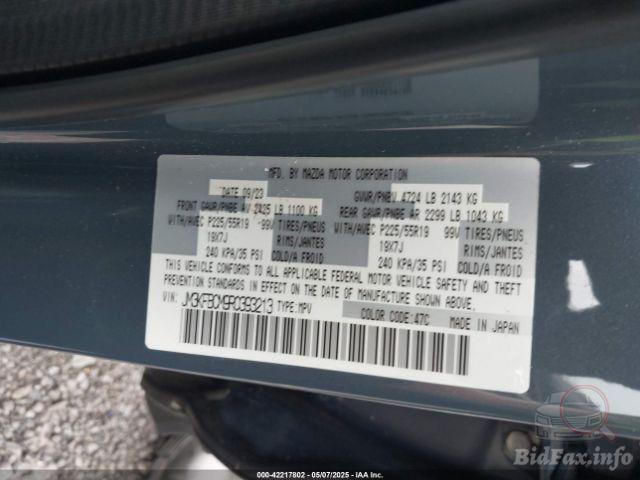 MFD. BY MAZDA MOTOR CORPORATION
DATE 09/23 GVWR/PNBV 4724 LB 2143 KG
FRONT GAWR/PNBE AV 2425 LB 1100 KG REAR GAWR/PNBE AR 2299 LB 1043 KG
WITH/AVEC P225/55R19 99V TIRES/PNEUS WITH/AVEC P225/55R19 99V TIRES/PNEUS
19X7J RIMS/JANTES 19X7J RIMS/JANTES
240 KPA/35 PSI COLD/A FROID 240 KPA/35 PSI COLD/A FROID
THIS VEHICLE CONFORMS TO ALL APPLICABLE FEDERAL MOTOR VEHICLE SAFETY, BUMPER, AND THEFT
PREVENTION STANDARDS IN EFFECT ON THE DATE OF MANUFACTURE SHOWN ABOVE.
VIN: JM3KFBCM9R0393213 TYPE: MPV COLOR CODE: 47C MADE IN JAPAN
000-42217802 - 05/07/2025 - IAA Inc.
BidFax.info